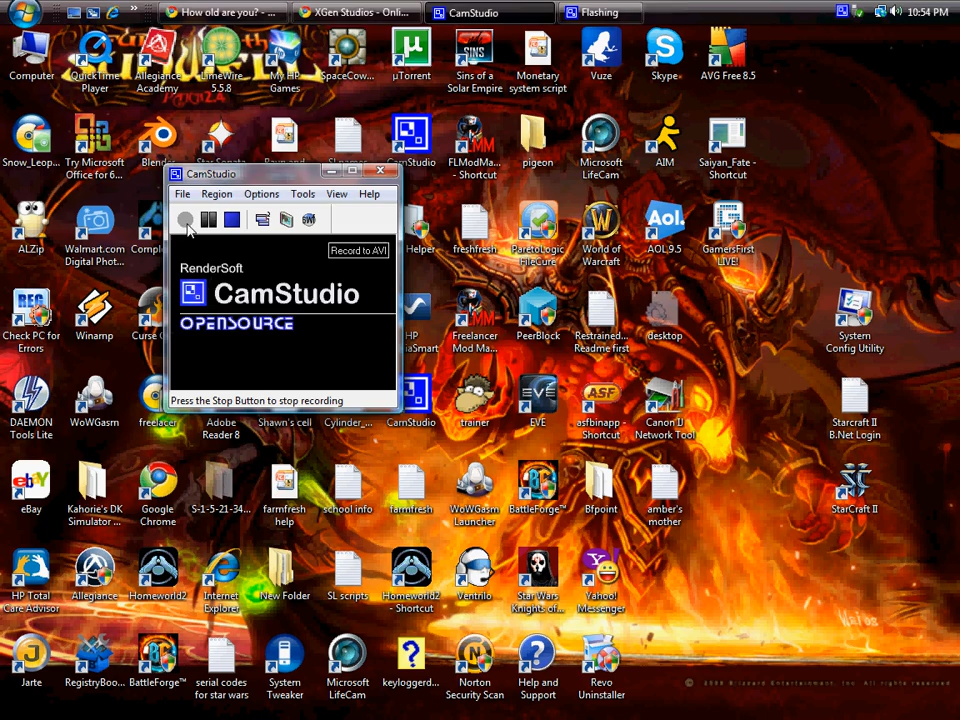 »
How old are you? - ...
XGen Studios - Onli...
CamStudio
Flashing
10:54 PM
Computer
QuickTime
Player
Allegiance
Academy
LimeWire
5.5.8
My HP
Games
SpaceCow...
µTorrent
Sins of a
Solar Empire
Monetary
system script
Vuze
Skype
AVG Free 8.5
Snow_Leop...
Try Microsoft
Office for 6...
Blender
Star Sonata
CamStudio
FLModMa...
- Shortcut
pigeon
Microsoft
LifeCam
AIM
Saiyan_Fate -
Shortcut
CamStudio
File Region Options Tools View Help
Record to AVI
RenderSoft
CamStudio
OPENSOURCE
Press the Stop Button to stop recording
ALZip
Walmart.com
Digital Phot...
Helper
freshfresh
ParetoLogic
FileCure
World of
Warcraft
AOL 9.5
GamersFirst
LIVE!
Check PC for
Errors
Winamp
Freelancer
Mod Ma...
PeerBlock
Restrained...
Readme first
desktop
System
Config Utility
DAEMON
Tools Lite
WoWGasm
freelacer
Adobe
Reader 8
Shawn's cell
Cylinder_...
CamStudio
trainer
EVE
asfbinapp -
Shortcut
Canon IJ
Network Tool
Starcraft II
B.Net Login
eBay
Kahorie's DK
Simulator ...
Google
Chrome
S-1-5-21-34...
farmfresh
help
school info
farmfresh
WoWGasm
Launcher
BattleForge™
Bfpoint
amber's
mother
StarCraft II
HP Total
Care Advisor
Allegiance
Homeworld2
Internet
Explorer
New Folder
SL scripts
Homeworld2
- Shortcut
Ventrilo
Star Wars
Knights of...
Yahoo!
Messenger
Jarte
RegistryBoo...
BattleForge™
serial codes
for star wars
System
Tweaker
Microsoft
LifeCam
keyloggerd...
Norton
Security Scan
Help and
Support
Revo
Uninstaller